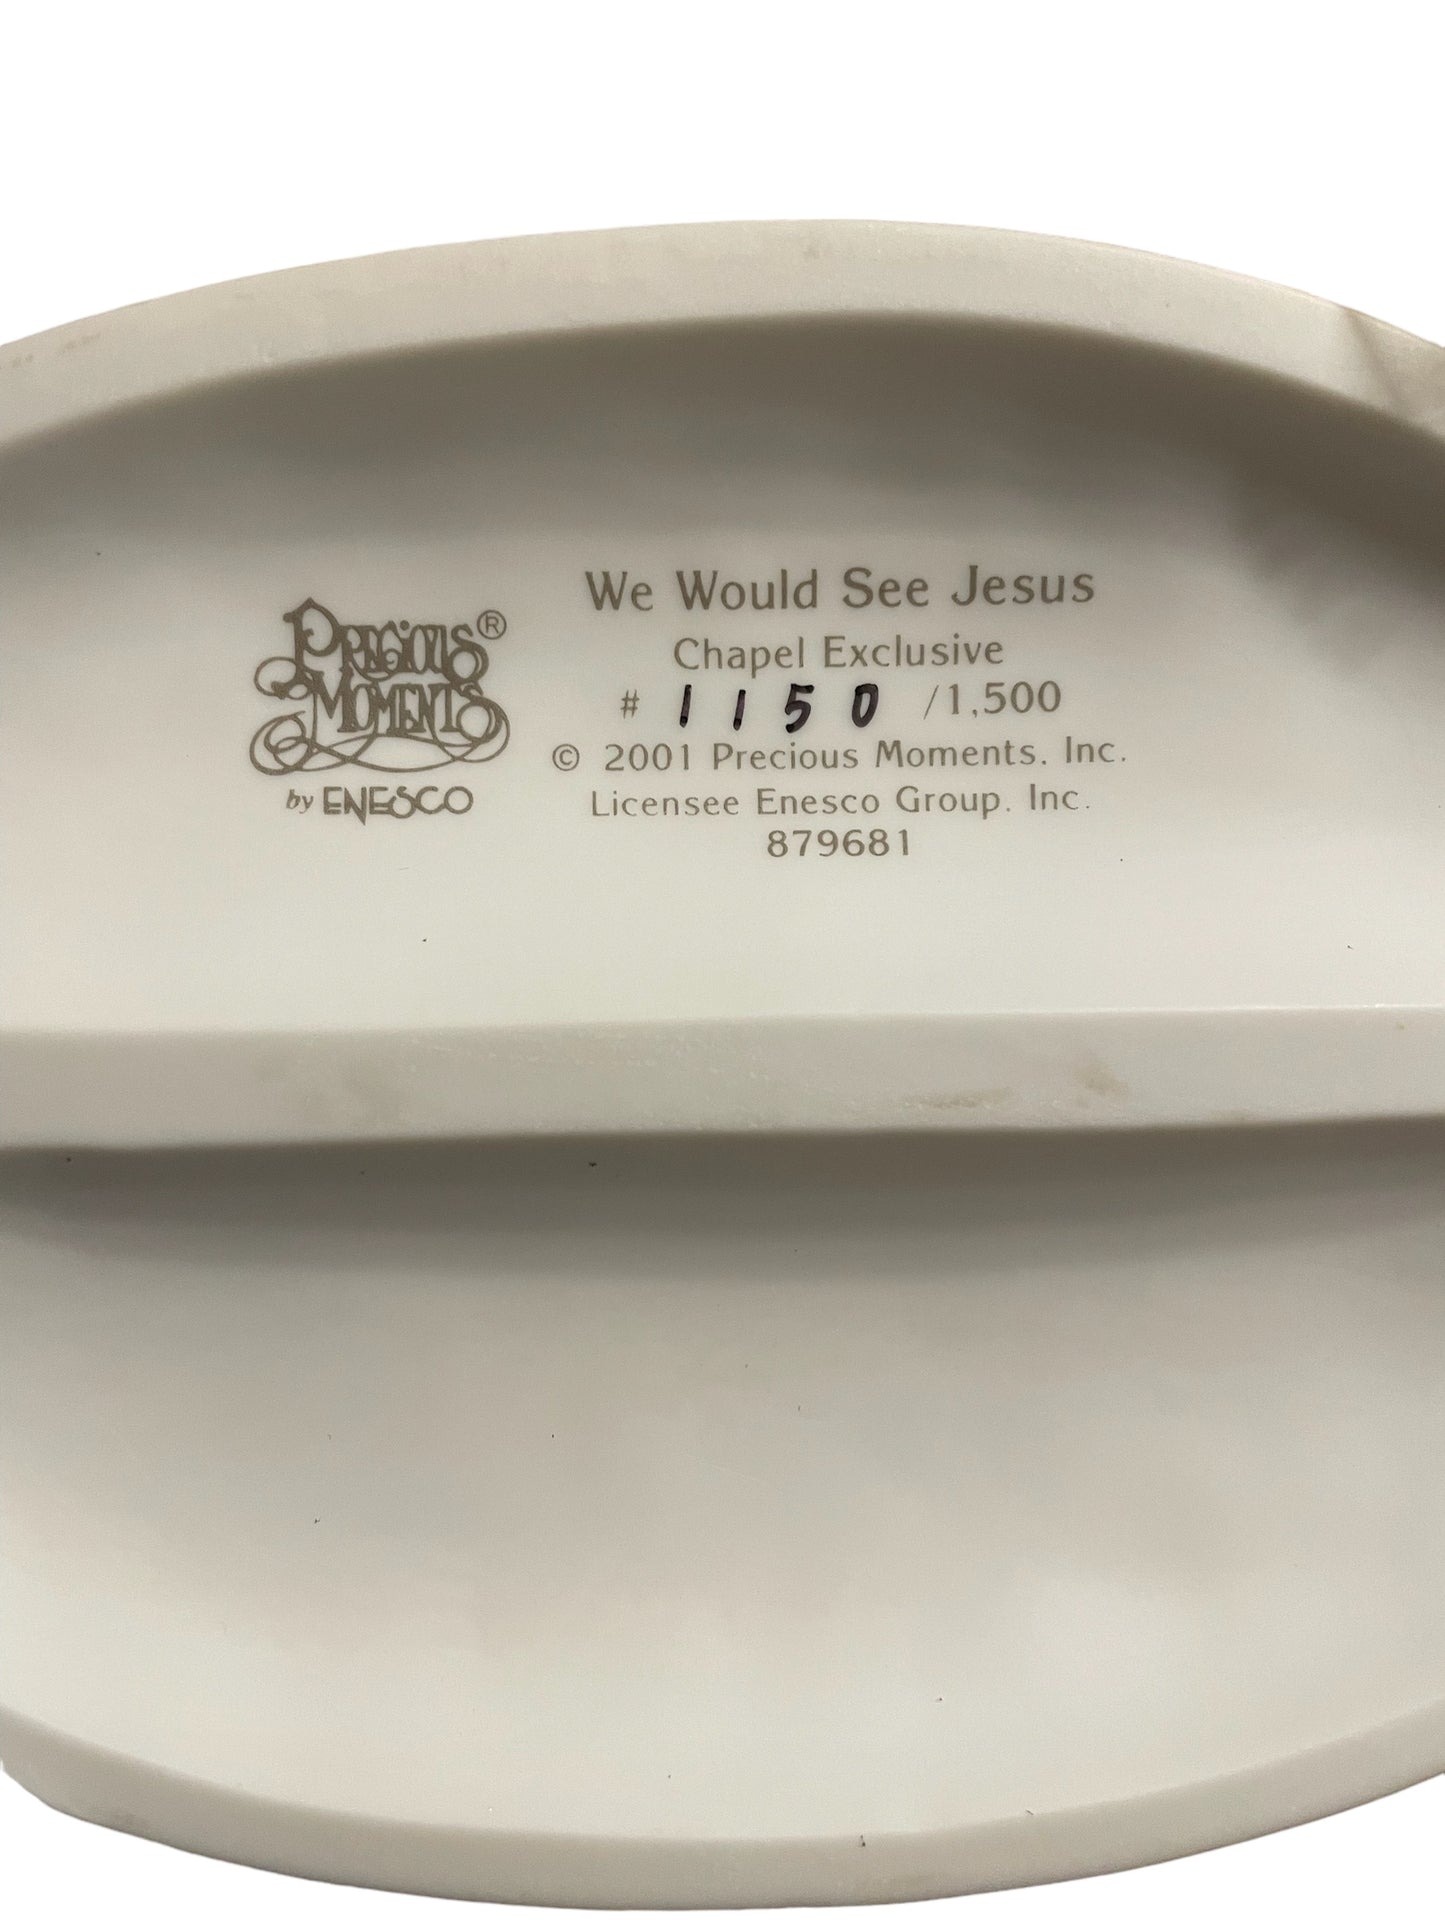 PRECIOUS®
MOMENTS
by ENESCO
We Would See Jesus
Chapel Exclusive
# 1150 /1,500
© 2001 Precious Moments, Inc.
Licensee Enesco Group, Inc.
879681